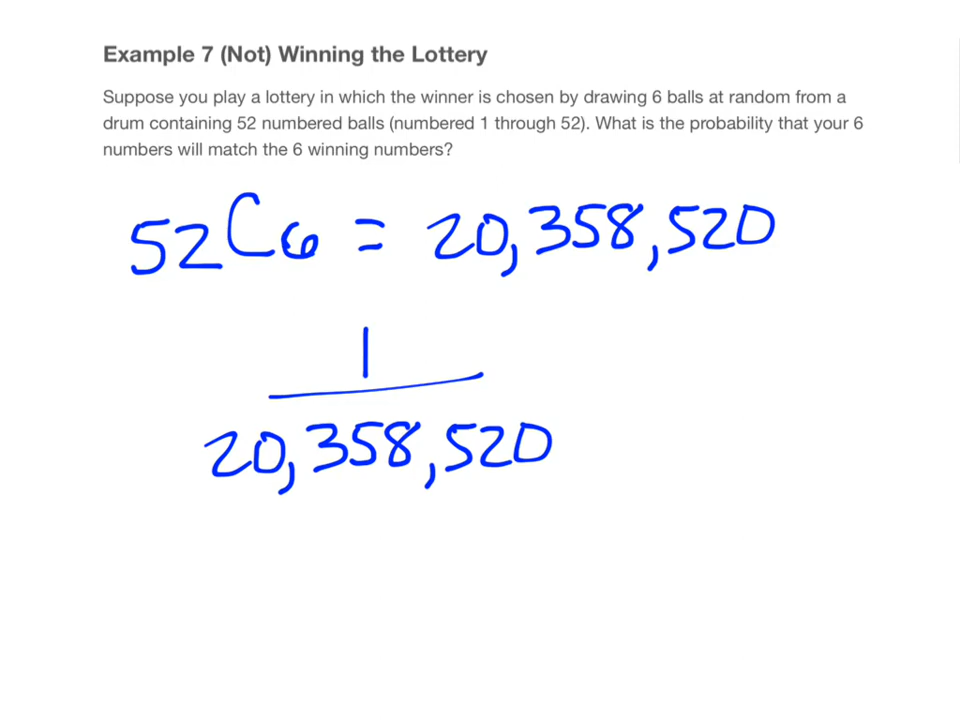 Example 7 (Not) Winning the Lottery
Suppose you play a lottery in which the winner is chosen by drawing 6 balls at random from a
drum containing 52 numbered balls (numbered 1 through 52). What is the probability that your 6
numbers will match the 6 winning numbers?
52C6 = 20,358,520
1
20,358,520